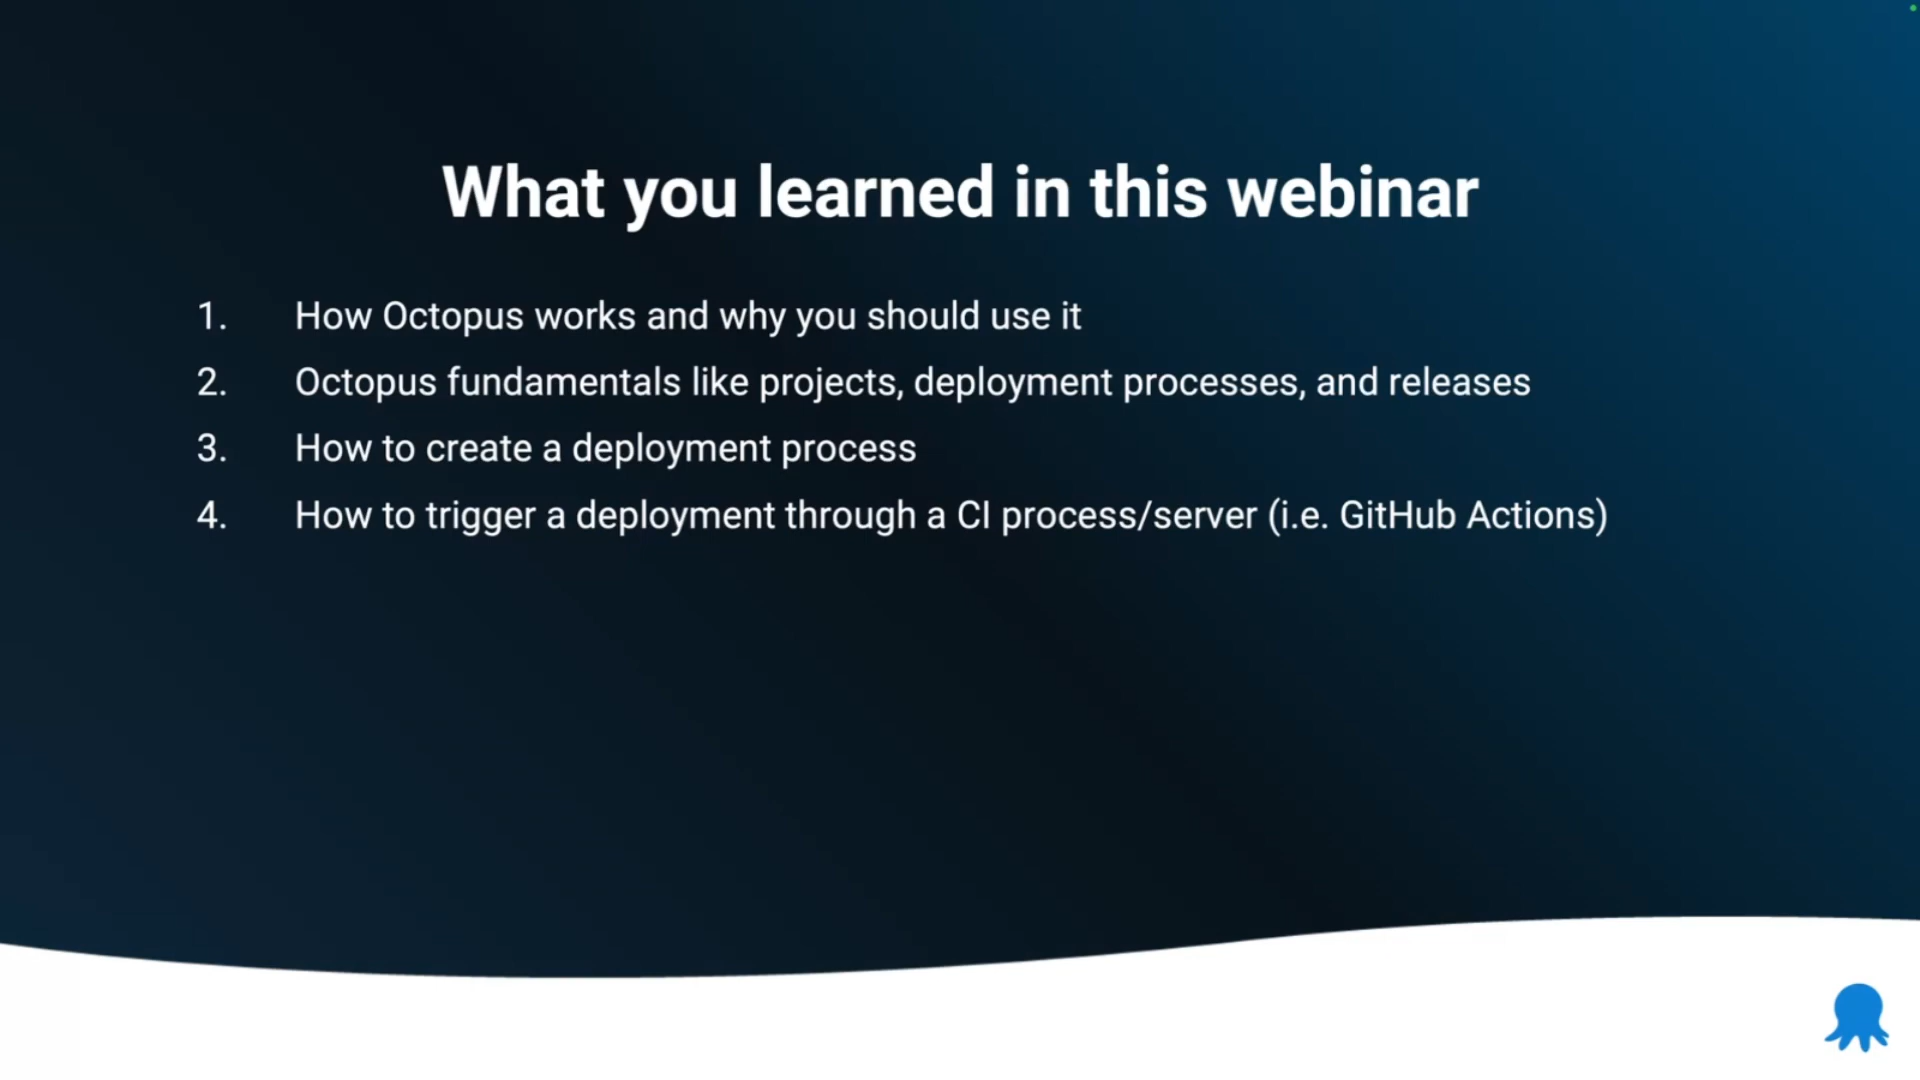 What you learned in this webinar
1. How Octopus works and why you should use it
2. Octopus fundamentals like projects, deployment processes, and releases
3. How to create a deployment process
4. How to trigger a deployment through a CI process/server (i.e. GitHub Actions)